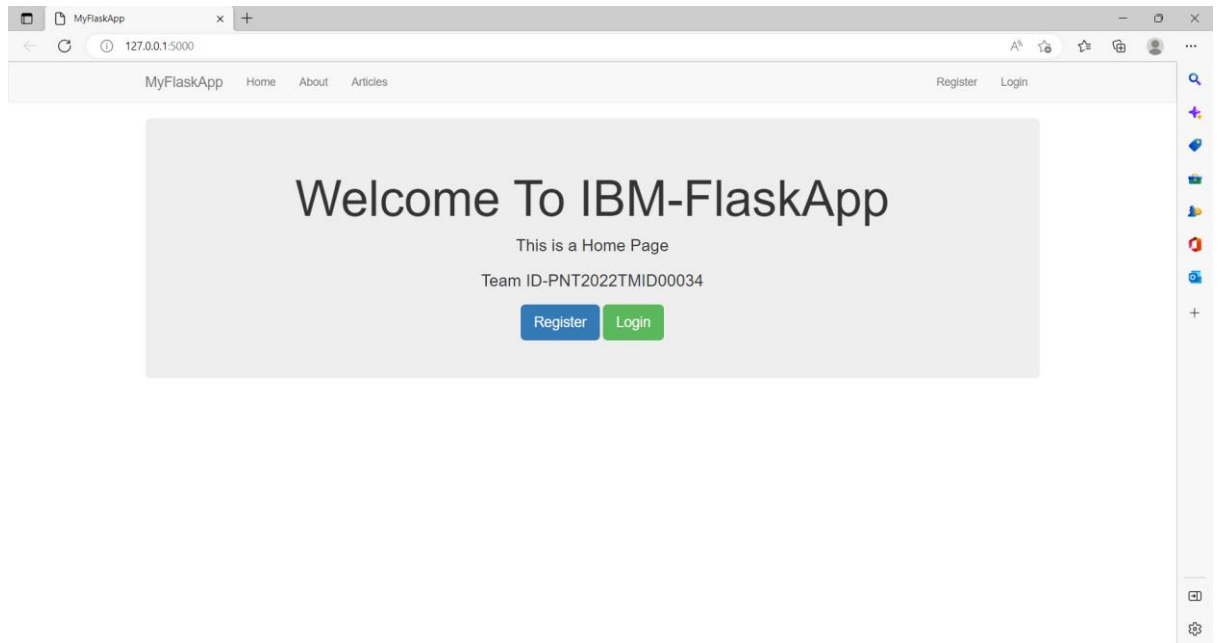 MyFlaskApp
127.0.0.1:5000
MyFlaskApp Home About Articles Register Login
Welcome To IBM-FlaskApp
This is a Home Page
Team ID-PNT2022TMID00034
Register Login